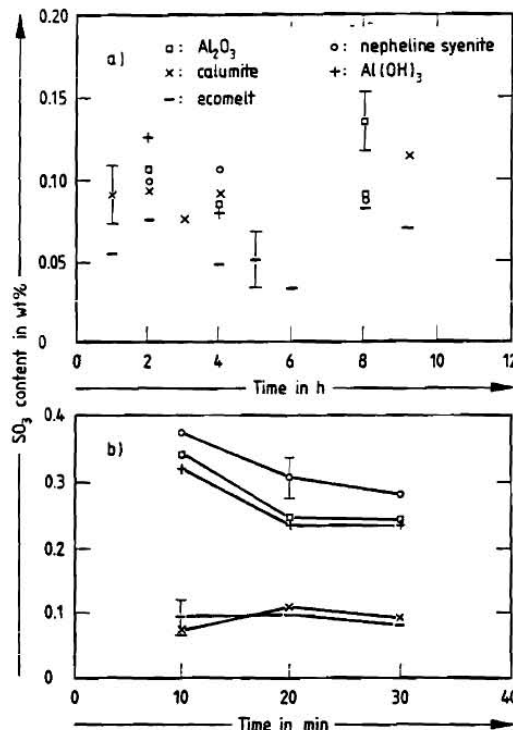 0.20
a)
□: Al₂O₃
○: nepheline syenite
×: calumite
+: Al(OH)₃
–: ecomelt
0.15
0.10
0.05
0
0 2 4 6 8 10 12
Time in h
SO₃ content in wt%
0.4
b)
0.3
0.2
0.1
0
0 10 20 30 40
Time in min